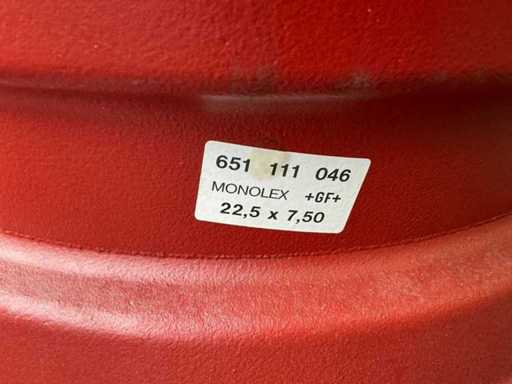 651 111 046
MONOLEX +GF+
22,5 x 7,50